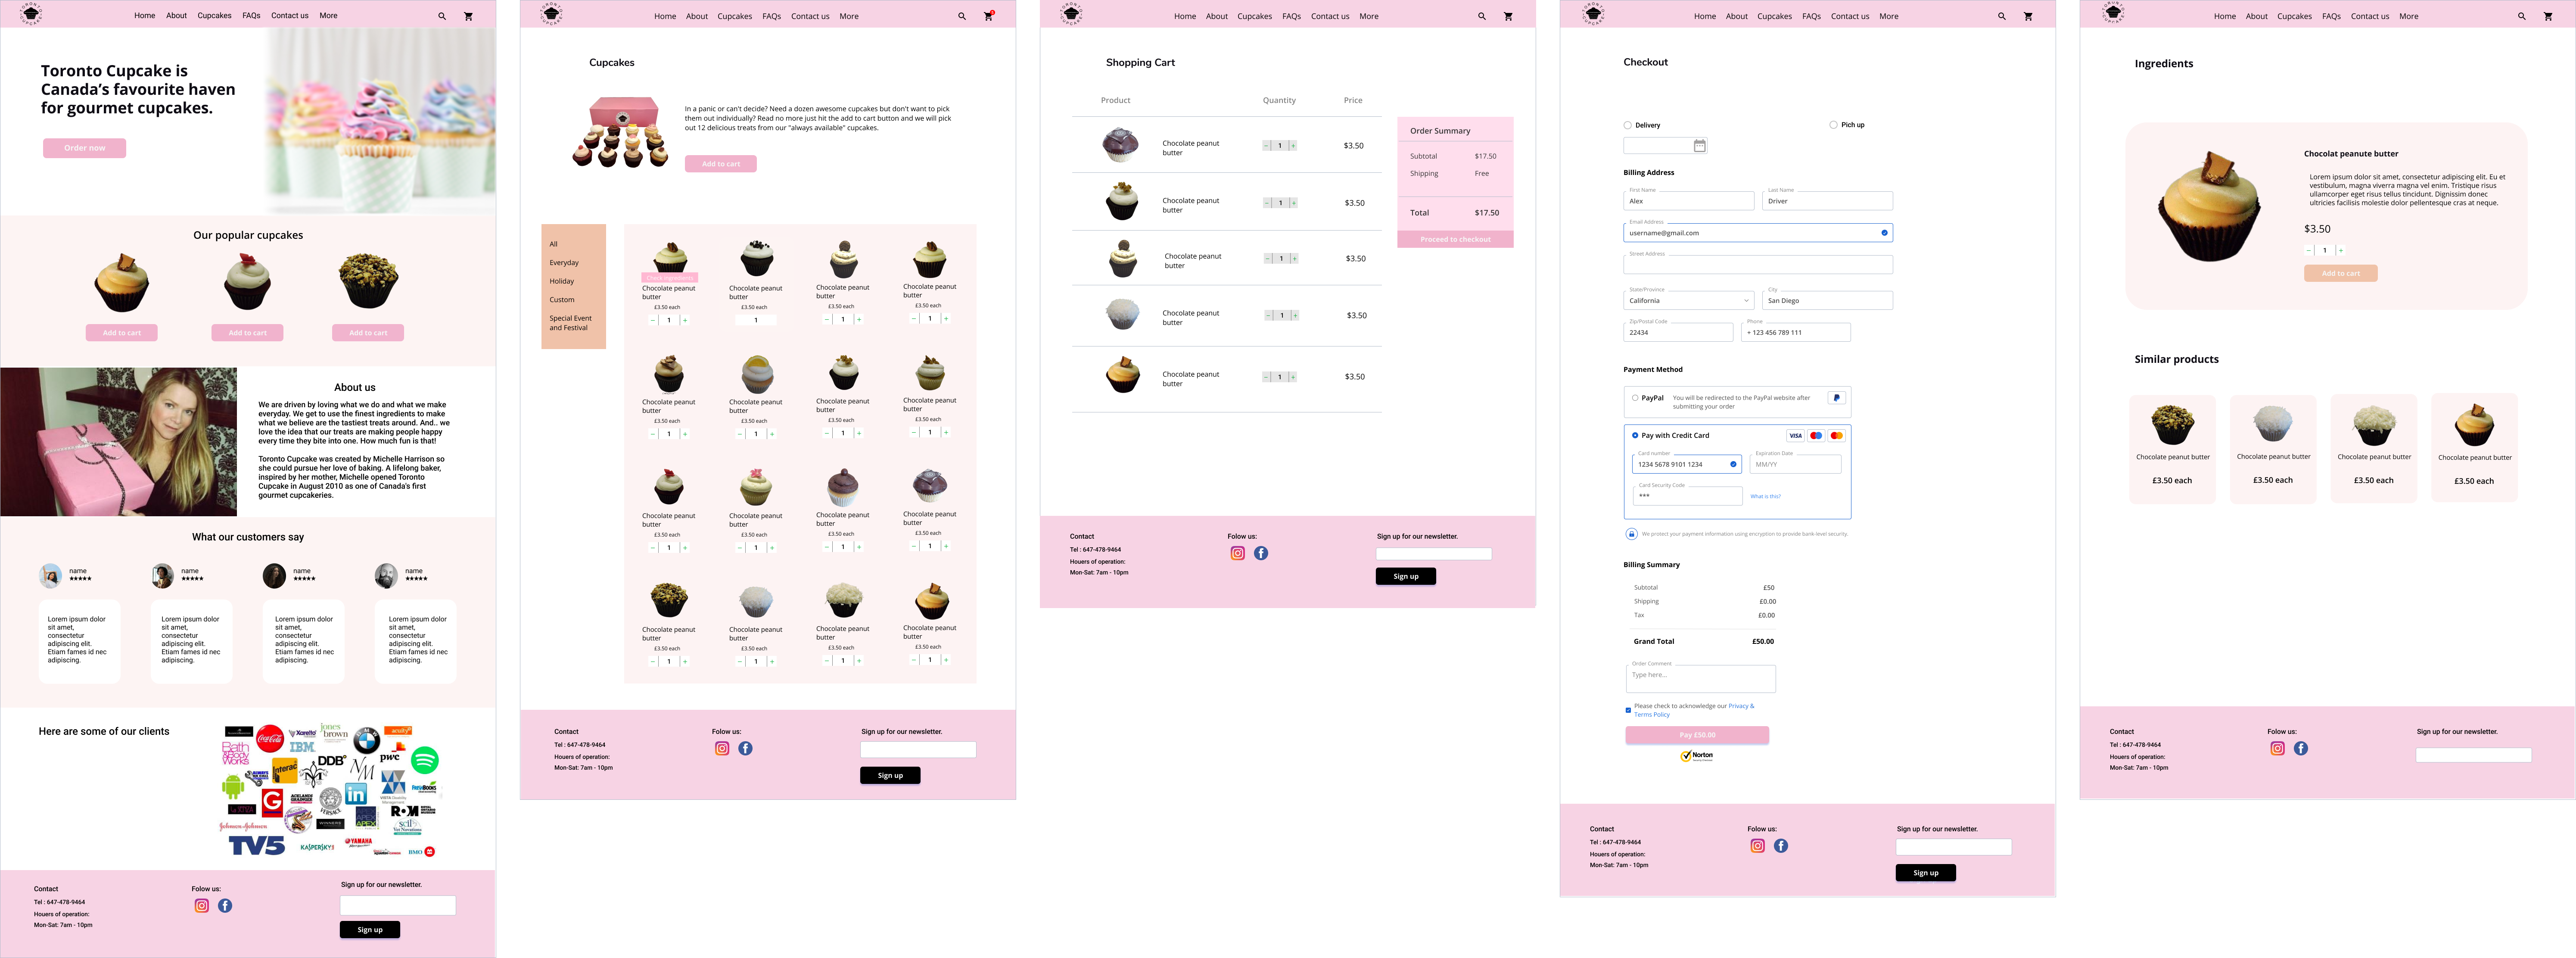 TORONTO CUPCAKE
Home About Cupcakes FAQs Contact us More
Toronto Cupcake is
Canada's favourite haven
for gourmet cupcakes.
Order now
Our popular cupcakes
Add to cart Add to cart Add to cart
About us
We are driven by loving what we do and what we make
everyday. We get to use the finest ingredients to make
what we believe are the tastiest treats around. And.. we
love the idea that our treats are making people happy
every time they bite into one. How much fun is that!
Toronto Cupcake was created by Michelle Harrison so
she could pursue her love of baking. A lifelong baker,
inspired by her mother, Michelle opened Toronto
Cupcake in August 2010 as one of Canada's first
gourmet cupcakeries.
What our customers say
name name name name
Lorem ipsum dolor
sit amet,
consectetur
adipiscing elit.
Etiam fames id nec
adipiscing.
Lorem ipsum dolor
sit amet,
consectetur
adipiscing elit.
Etiam fames id nec
adipiscing.
Lorem ipsum dolor
sit amet,
consectetur
adipiscing elit.
Etiam fames id nec
adipiscing.
Lorem ipsum dolor
sit amet,
consectetur
adipiscing elit.
Etiam fames id nec
adipiscing.
Here are some of our clients
Coca-Cola
Xarelto
jones
brown
BMW
acuity
Bath
Body
Works
IBM
DDB
pwc
interac
NM
in
G
VERSACE
WINNERS
APEX
ROM
Johnson & Johnson
TV5
KASPERSKY
YAMAHA
BMO
Contact
Tel : 647-478-9464
Houers of operation:
Mon-Sat: 7am - 10pm
Folow us:
Sign up for our newsletter.
Sign up
TORONTO CUPCAKE
Home About Cupcakes FAQs Contact us More
Cupcakes
In a panic or can't decide? Need a dozen awesome cupcakes but don't want to pick
them out individually? Read no more just hit the add to cart button and we will pick
out 12 delicious treats from our "always available" cupcakes.
Add to cart
All
Everyday
Holiday
Custom
Special Event
and Festival
Chocolate peanut Chocolate peanut Chocolate peanut Chocolate peanut
butter butter butter butter
£3.50 each £3.50 each £3.50 each £3.50 each
− 1 + 1 − 1 + − 1 +
Chocolate peanut Chocolate peanut Chocolate peanut Chocolate peanut
butter butter butter butter
£3.50 each £3.50 each £3.50 each £3.50 each
− 1 + − 1 + − 1 + − 1 +
Chocolate peanut Chocolate peanut Chocolate peanut Chocolate peanut
butter butter butter butter
£3.50 each £3.50 each £3.50 each £3.50 each
− 1 + − 1 + − 1 + − 1 +
Chocolate peanut Chocolate peanut Chocolate peanut Chocolate peanut
butter butter butter butter
£3.50 each £3.50 each £3.50 each £3.50 each
− 1 + − 1 + − 1 + − 1 +
Contact
Tel : 647-478-9464
Houers of operation:
Mon-Sat: 7am - 10pm
Folow us:
Sign up for our newsletter.
Sign up
TORONTO CUPCAKE
Home About Cupcakes FAQs Contact us More
Shopping Cart
Product Quantity Price
Chocolate peanut
butter
− 1 + $3.50
Chocolate peanut
butter
− 1 + $3.50
Chocolate peanut
butter
− 1 + $3.50
Chocolate peanut
butter
− 1 + $3.50
Chocolate peanut
butter
− 1 + $3.50
Order Summary
Subtotal $17.50
Shipping Free
Total $17.50
Proceed to checkout
Contact
Tel : 647-478-9464
Houers of operation:
Mon-Sat: 7am - 10pm
Folow us:
Sign up for our newsletter.
Sign up
TORONTO CUPCAKE
Home About Cupcakes FAQs Contact us More
Checkout
Delivery Pich up
Billing Address
First Name Last Name
Alex Driver
Email Address
username@gmail.com
Street Address
State/Province City
California San Diego
Zip/Postal Code Phone
22434 + 123 456 789 111
Payment Method
PayPal
You will be redirected to the PayPal website after
submitting your order
Pay with Credit Card
VISA
Card number Expiration Date
1234 5678 9101 1234 MM/YY
Card Security Code
*** What is this?
We protect your payment information using encryption to provide bank-level security.
Billing Summary
Subtotal £50
Shipping £0.00
Tax £0.00
Grand Total £50.00
Order Comment
Type here...
Please check to acknowledge our Privacy &
Terms Policy
Pay £50.00
Norton
Contact
Tel : 647-478-9464
Houers of operation:
Mon-Sat: 7am - 10pm
Folow us:
Sign up for our newsletter.
Sign up
TORONTO CUPCAKE
Home About Cupcakes FAQs Contact us More
Ingredients
Chocolat peanute butter
Lorem ipsum dolor sit amet, consectetur adipiscing elit. Eu et
vestibulum, magna viverra magna vel enim. Tristique risus
ullamcorper eget risus tellus tincidunt. Dignissim donec
ultricies facilisis molestie dolor pellentesque cras at neque.
$3.50
− 1 +
Add to cart
Similar products
Chocolate peanut butter Chocolate peanut butter Chocolate peanut butter Chocolate peanut butter
£3.50 each £3.50 each £3.50 each £3.50 each
Contact
Tel : 647-478-9464
Houers of operation:
Mon-Sat: 7am - 10pm
Folow us:
Sign up for our newsletter.